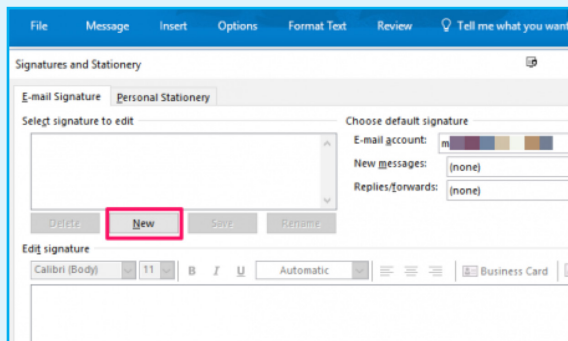 File Message Insert Options Format Text Review Tell me what you want
Signatures and Stationery
E-mail Signature Personal Stationery
Select signature to edit Choose default signature
E-mail account: m
New messages: (none)
Replies/forwards: (none)
Delete New Save Rename
Edit signature
Calibri (Body) 11 B I U Automatic Business Card